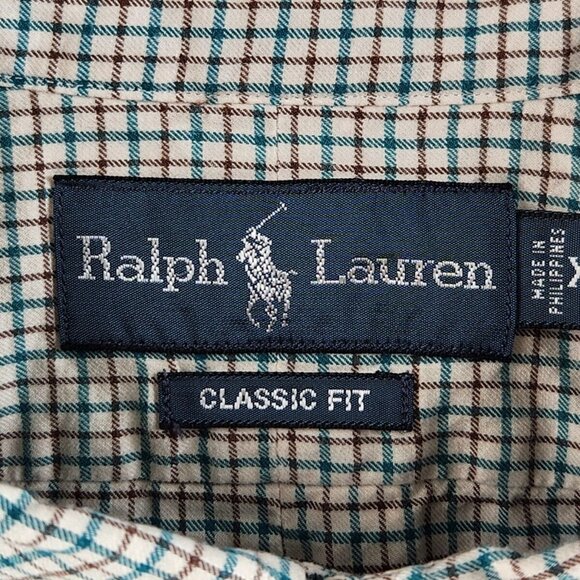 Ralph Lauren
MADE IN
PHILIPPINES
CLASSIC FIT